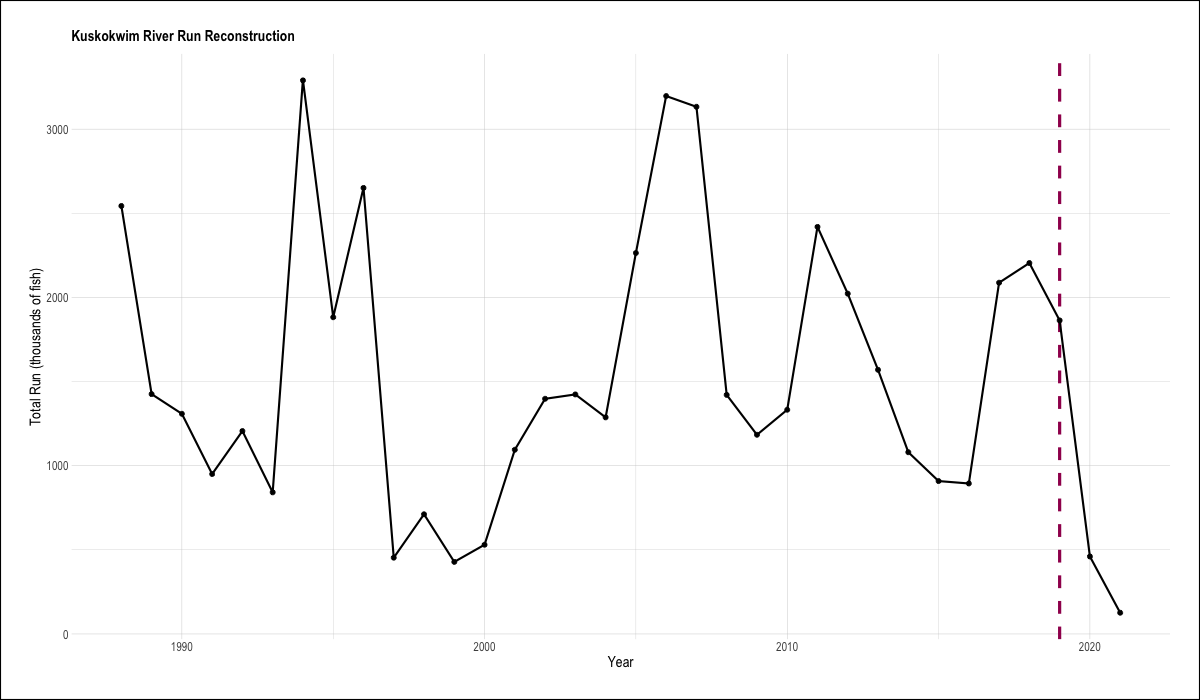 Kuskokwim River Run Reconstruction
Total Run (thousands of fish)
3000
2000
1000
0
1990 2000 2010 2020
Year